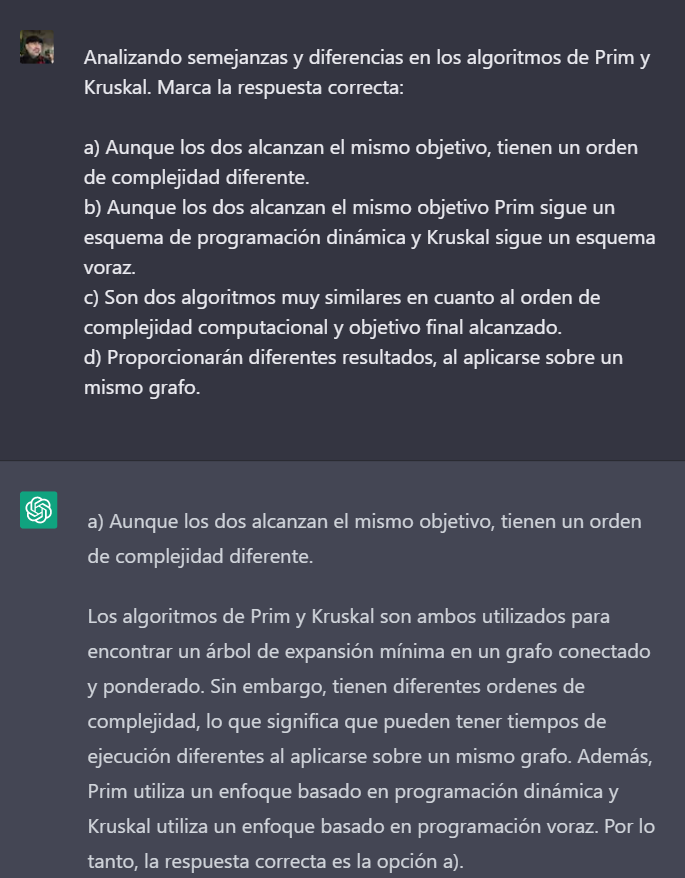 Analizando semejanzas y diferencias en los algoritmos de Prim y
Kruskal. Marca la respuesta correcta:
a) Aunque los dos alcanzan el mismo objetivo, tienen un orden
de complejidad diferente.
b) Aunque los dos alcanzan el mismo objetivo Prim sigue un
esquema de programación dinámica y Kruskal sigue un esquema
voraz.
c) Son dos algoritmos muy similares en cuanto al orden de
complejidad computacional y objetivo final alcanzado.
d) Proporcionarán diferentes resultados, al aplicarse sobre un
mismo grafo.
a) Aunque los dos alcanzan el mismo objetivo, tienen un orden
de complejidad diferente.
Los algoritmos de Prim y Kruskal son ambos utilizados para
encontrar un árbol de expansión mínima en un grafo conectado
y ponderado. Sin embargo, tienen diferentes ordenes de
complejidad, lo que significa que pueden tener tiempos de
ejecución diferentes al aplicarse sobre un mismo grafo. Además,
Prim utiliza un enfoque basado en programación dinámica y
Kruskal utiliza un enfoque basado en programación voraz. Por lo
tanto, la respuesta correcta es la opción a).